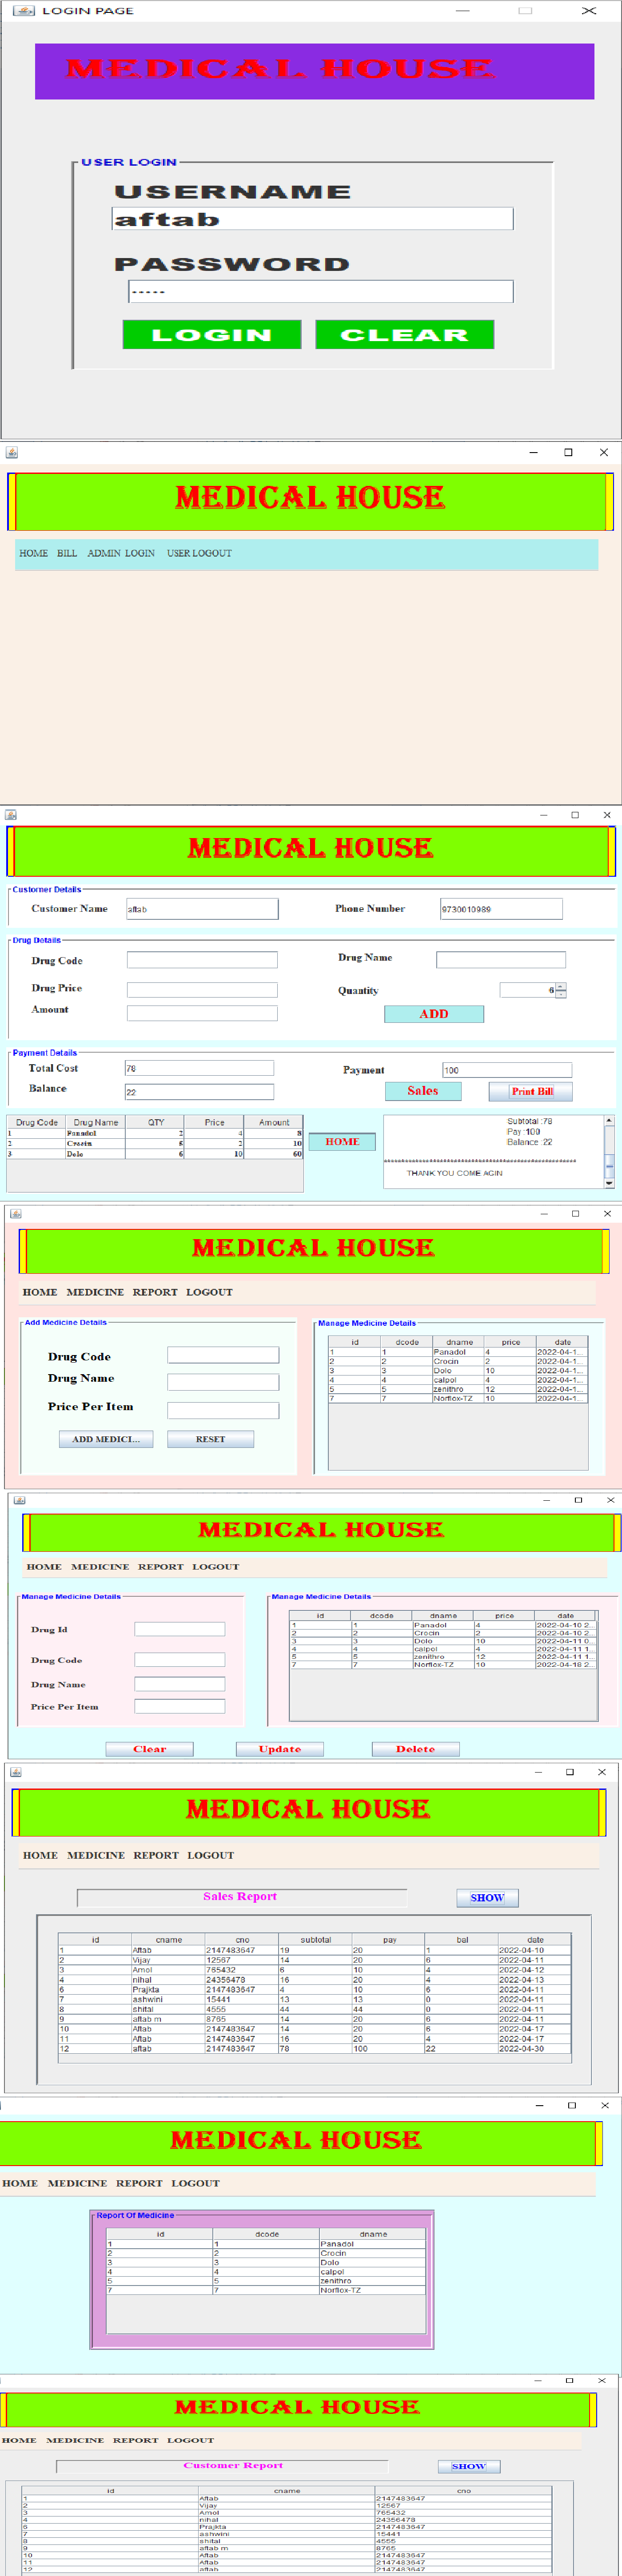 LOGIN PAGE
MEDICAL HOUSE
USER LOGIN
USERNAME
aftab
PASSWORD
-----
LOGIN CLEAR
MEDICAL HOUSE
HOME BILL ADMIN LOGIN USER LOGOUT
MEDICAL HOUSE
Customer Details
Customer Name aftab Phone Number 9730010989
Drug Details
Drug Code Drug Name
Drug Price Quantity 6
Amount ADD
Payment Details
Total Cost 78 Payment 100
Balance 22 Sales Print Bill
Drug Code Drug Name QTY Price Amount
1 Panadol 2 4 8
2 Crocin 5 2 10
3 Dolo 6 10 60
HOME
Subtotal :78
Pay :100
Balance :22
THANK YOU COME AGIN
MEDICAL HOUSE
HOME MEDICINE REPORT LOGOUT
Add Medicine Details
Drug Code
Drug Name
Price Per Item
ADD MEDICI... RESET
Manage Medicine Details
id dcode dname price date
1 1 Panadol 4 2022-04-1...
2 2 Crocin 2 2022-04-1...
3 3 Dolo 10 2022-04-1...
4 4 calpol 4 2022-04-1...
5 5 zenithro 12 2022-04-1...
7 7 Norflox-TZ 10 2022-04-1...
MEDICAL HOUSE
HOME MEDICINE REPORT LOGOUT
Manage Medicine Details
Drug Id
Drug Code
Drug Name
Price Per Item
Manage Medicine Details
id dcode dname price date
1 1 Panadol 4 2022-04-10 2...
2 2 Crocin 2 2022-04-10 2...
3 3 Dolo 10 2022-04-11 0...
4 4 calpol 4 2022-04-11 1...
5 5 zenithro 12 2022-04-11 1...
7 7 Norflox-TZ 10 2022-04-18 2...
Clear Update Delete
MEDICAL HOUSE
HOME MEDICINE REPORT LOGOUT
Sales Report SHOW
id cname cno subtotal pay bal date
1 Aftab 2147483647 19 20 1 2022-04-10
2 Vijay 12567 14 20 6 2022-04-11
3 Amol 765432 6 10 4 2022-04-12
4 nihal 24356478 16 20 4 2022-04-13
6 Prajkta 2147483647 4 10 6 2022-04-11
7 ashwini 15441 13 13 0 2022-04-11
8 shital 4555 44 44 0 2022-04-11
9 aftab m 8765 14 20 6 2022-04-11
10 Aftab 2147483647 14 20 6 2022-04-17
11 Aftab 2147483647 16 20 4 2022-04-17
12 aftab 2147483647 78 100 22 2022-04-30
MEDICAL HOUSE
HOME MEDICINE REPORT LOGOUT
Report Of Medicine
id dcode dname
1 1 Panadol
2 2 Crocin
3 3 Dolo
4 4 calpol
5 5 zenithro
7 7 Norflox-TZ
MEDICAL HOUSE
HOME MEDICINE REPORT LOGOUT
Customer Report SHOW
id cname cno
1 Aftab 2147483647
2 Vijay 12567
3 Amol 765432
4 nihal 24356478
6 Prajkta 2147483647
7 ashwini 15441
8 shital 4555
9 aftab m 8765
10 Aftab 2147483647
11 Aftab 2147483647
12 aftab 2147483647